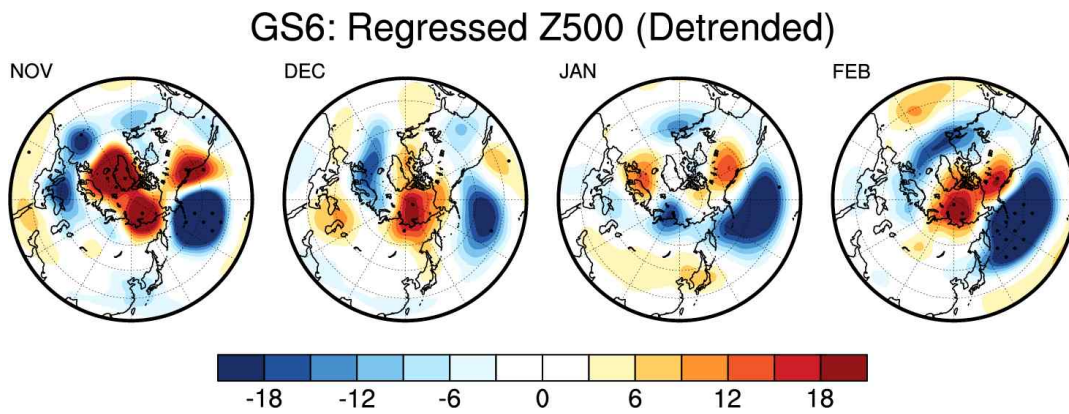 GS6: Regressed Z500 (Detrended)
NOV DEC JAN FEB
-18 -12 -6 0 6 12 18